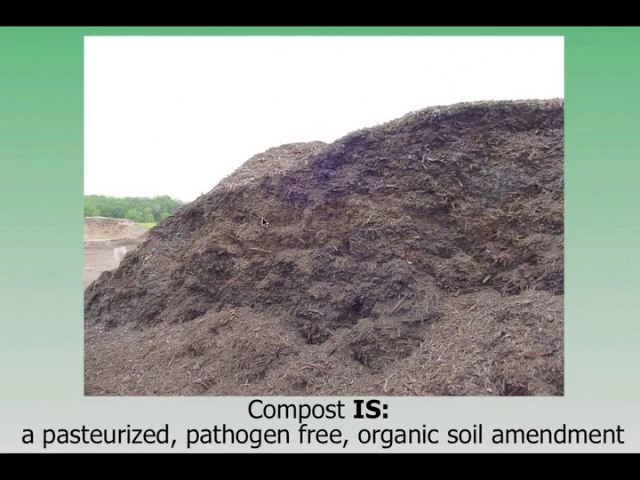 Compost IS:
a pasteurized, pathogen free, organic soil amendment